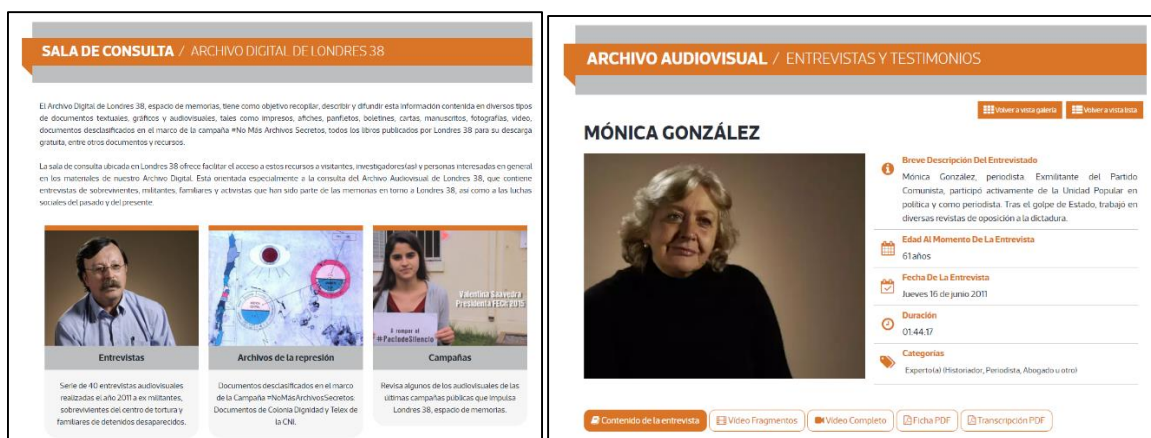 SALA DE CONSULTA / ARCHIVO DIGITAL DE LONDRES 38
El Archivo Digital de Londres 38, espacio de memorias, tiene como objetivo recopilar, describir y difundir esta información contenida en diversos tipos
de documentos textuales, gráficos y audiovisuales, tales como impresos, afiches, panfletos, boletines, cartas, manuscritos, fotografías, video,
documentos desclasificados en el marco de la campaña #No Más Archivos Secretos, todos los libros publicados por Londres 38 para su descarga
gratuita, entre otros documentos y recursos.
La sala de consulta ubicada en Londres 38 ofrece facilitar el acceso a estos recursos a visitantes, investigadores(as) y personas interesadas en general
en los materiales de nuestro Archivo Digital. Está orientada especialmente a la consulta del Archivo Audiovisual de Londres 38, que contiene
entrevistas de sobrevivientes, militantes, familiares y activistas que han sido parte de las memorias en torno a Londres 38, así como a las luchas
sociales del pasado y del presente.
Valentina Saavedra
Presidenta FECh 2015
A romper el
#PactodeSilencio
Entrevistas
Serie de 40 entrevistas audiovisuales
realizadas el año 2011 a ex militantes,
sobrevivientes del centro de tortura y
familiares de detenidos desaparecidos.
Archivos de la represión
Documentos desclasificados en el marco
de la Campaña #NoMásArchivosSecretos:
Documentos de Colonia Dignidad y Telex de
la CNI.
Campañas
Revisa algunos de los audiovisuales de las
últimas campañas públicas que impulsa
Londres 38, espacio de memorias.
ARCHIVO AUDIOVISUAL / ENTREVISTAS Y TESTIMONIOS
Volver a vista galería
Volver a vista lista
MÓNICA GONZÁLEZ
Breve Descripción Del Entrevistado
Mónica González, periodista. Exmilitante del Partido
Comunista, participó activamente de la Unidad Popular en
política y como periodista. Tras el golpe de Estado, trabajó en
diversas revistas de oposición a la dictadura.
Edad Al Momento De La Entrevista
61 años
Fecha De La Entrevista
Jueves 16 de junio 2011
Duración
01:44:17
Categorías
Experto(a) (Historiador, Periodista, Abogado u otro)
Contenido de la entrevista
Video Fragmentos
Video Completo
Ficha PDF
Transcripción PDF